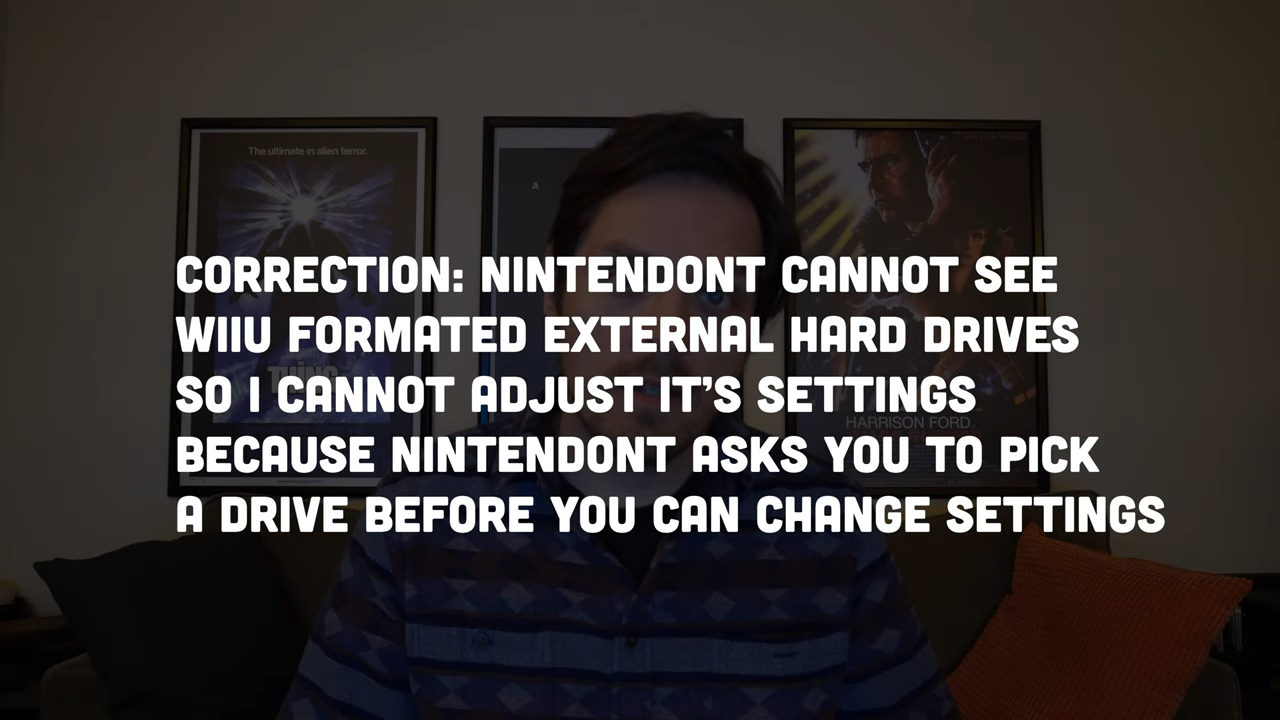 The ultimate in alien terror.
A
CORRECTION: NINTENDONT CANNOT SEE
WIIU FORMATED EXTERNAL HARD DRIVES
SO I CANNOT ADJUST IT'S SETTINGS
BECAUSE NINTENDONT ASKS YOU TO PICK
A DRIVE BEFORE YOU CAN CHANGE SETTINGS
THING
HARRISON FORD